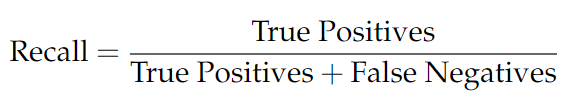 Recall = True Positives
True Positives + False Negatives